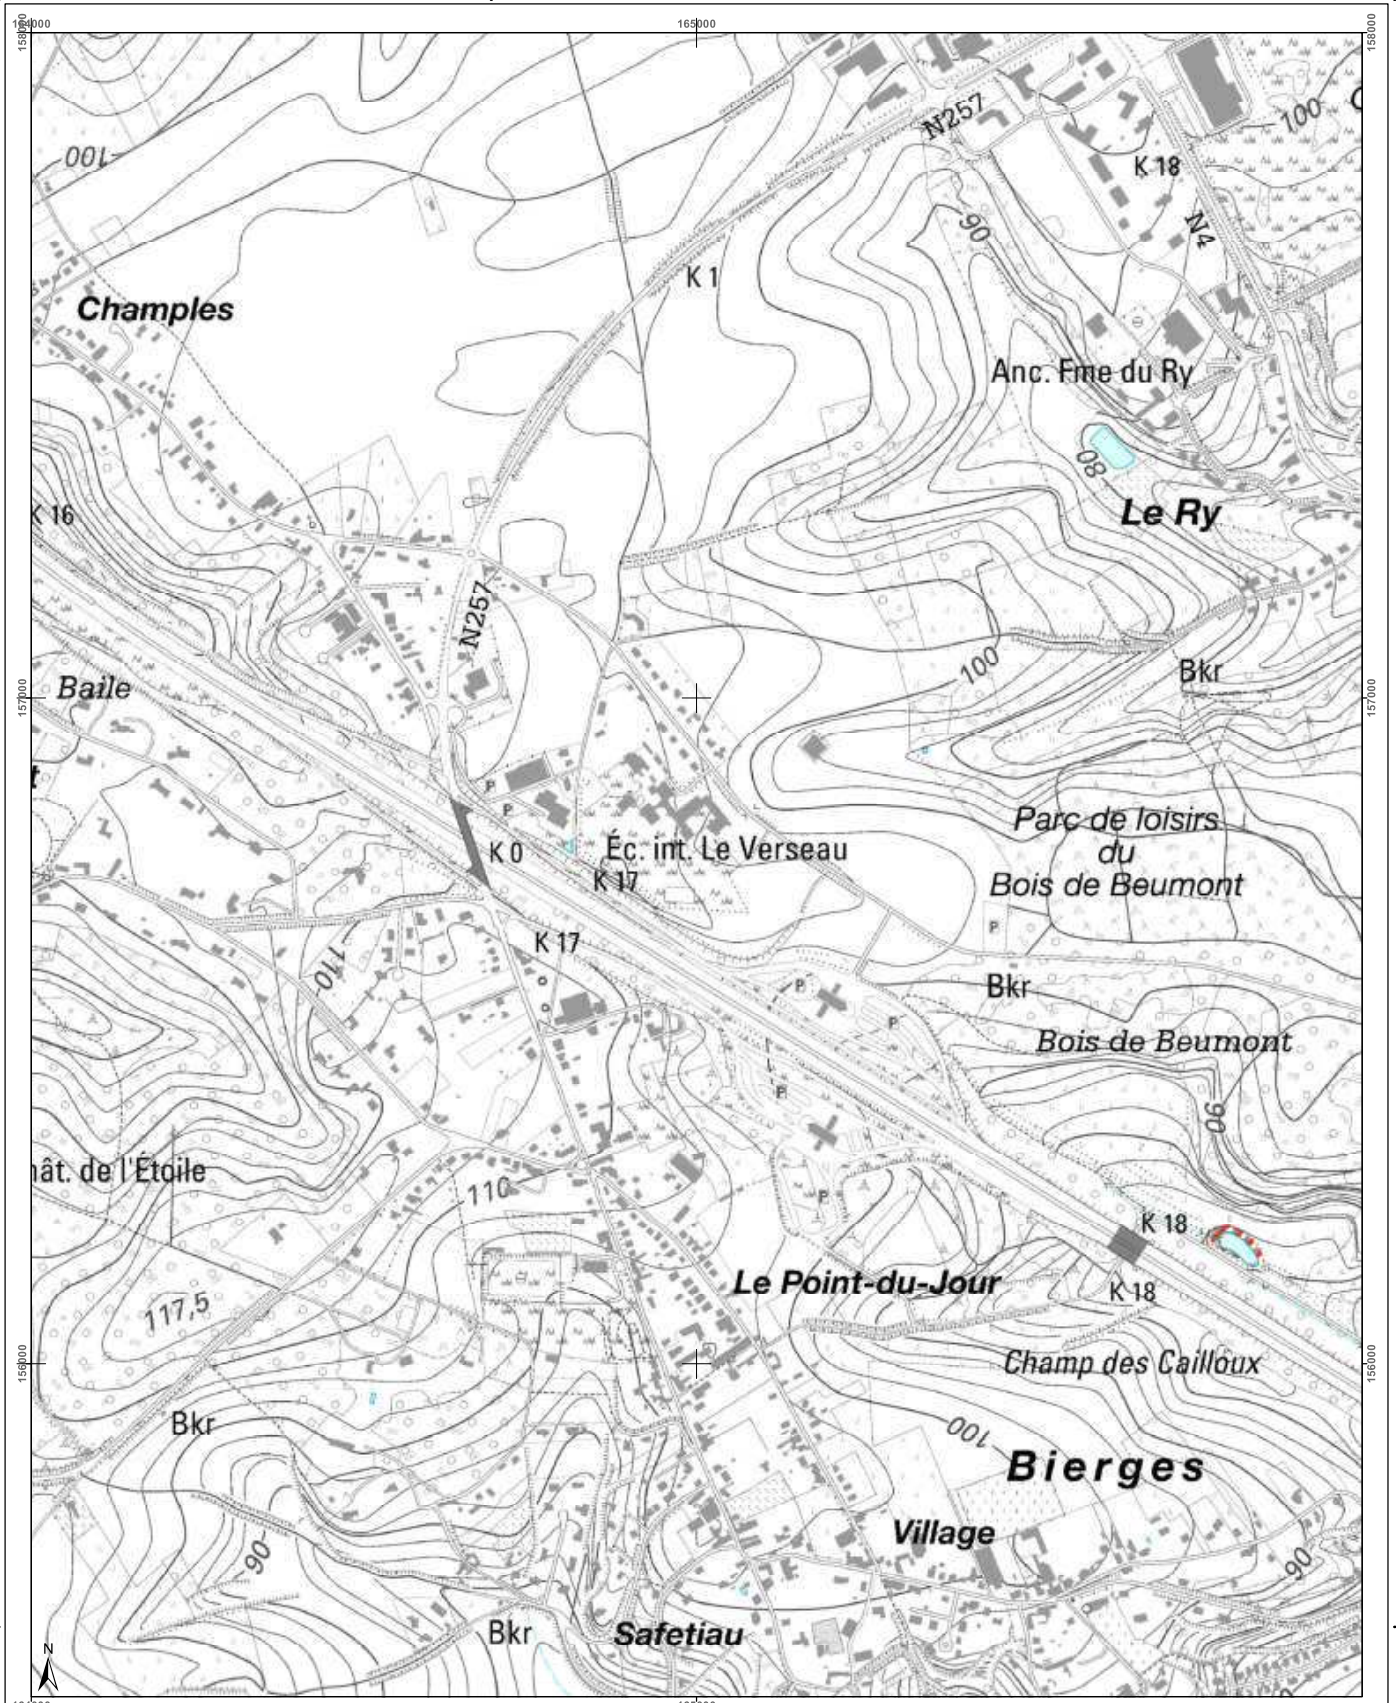 164000
165000
158000
158000
N257
100
100
K 18
N4
90
K 1
Champles
Anc. Fme du Ry
80
Le Ry
K 16
N257
100
Bkr
Baile
157000
157000
t
P
P
Parc de loisirs
du
Bois de Beumont
K 0
Éc. int. Le Verseau
K 17
P
K 17
110
P
Bkr
P
Bois de Beumont
P
90
hât. de l'Étoile
110
P
K 18
Le Point-du-Jour
K 18
117,5
156000
156000
Champ des Cailloux
Bkr
100
Bierges
Village
90
90
Bkr
Safetiau
N